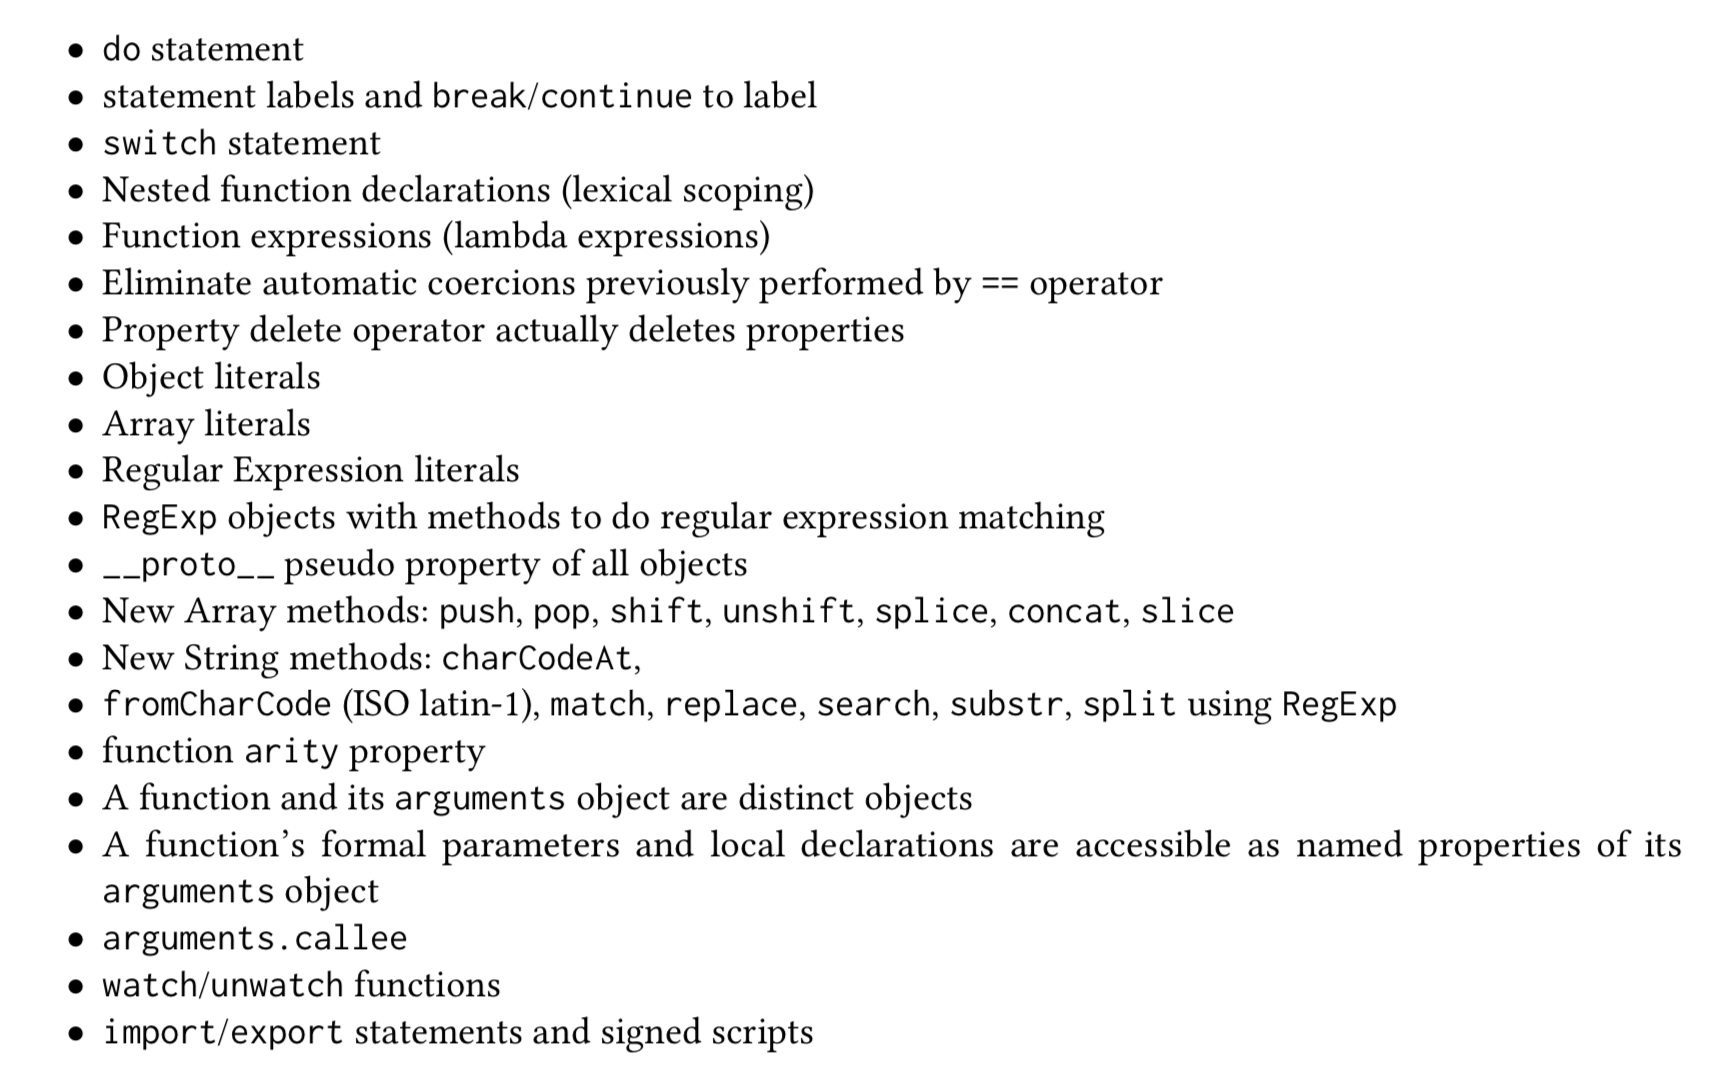 • do statement
• statement labels and break/continue to label
• switch statement
• Nested function declarations (lexical scoping)
• Function expressions (lambda expressions)
• Eliminate automatic coercions previously performed by == operator
• Property delete operator actually deletes properties
• Object literals
• Array literals
• Regular Expression literals
• RegExp objects with methods to do regular expression matching
• __proto__ pseudo property of all objects
• New Array methods: push, pop, shift, unshift, splice, concat, slice
• New String methods: charCodeAt,
• fromCharCode (ISO latin-1), match, replace, search, substr, split using RegExp
• function arity property
• A function and its arguments object are distinct objects
• A function’s formal parameters and local declarations are accessible as named properties of its
arguments object
• arguments.callee
• watch/unwatch functions
• import/export statements and signed scripts